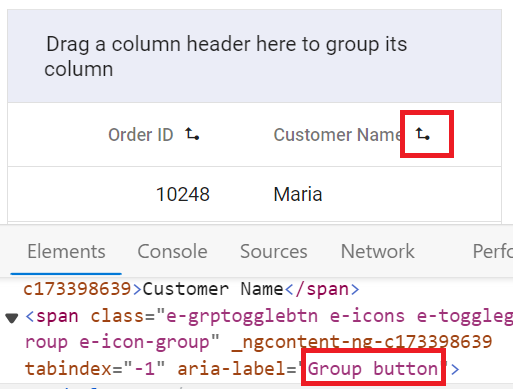 Drag a column header here to group its
column
Order ID Customer Name
10248 Maria
Elements Console Sources Network Perfo
c173398639>Customer Name</span>
<span class="e-grptogglebtn e-icons e-toggleg
roup e-icon-group" _ngcontent-ng-c173398639
tabindex="-1" aria-label="Group button">